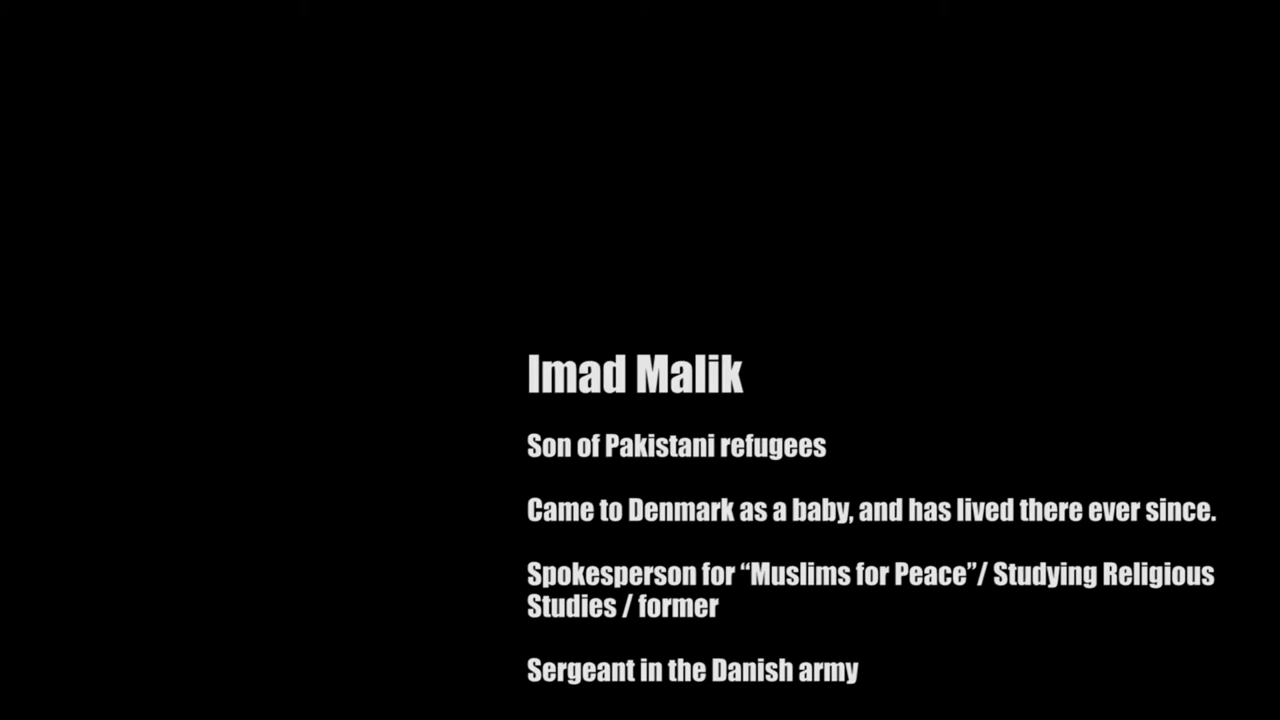 Imad Malik
Son of Pakistani refugees
Came to Denmark as a baby, and has lived there ever since.
Spokesperson for “Muslims for Peace”/ Studying Religious
Studies / former
Sergeant in the Danish army